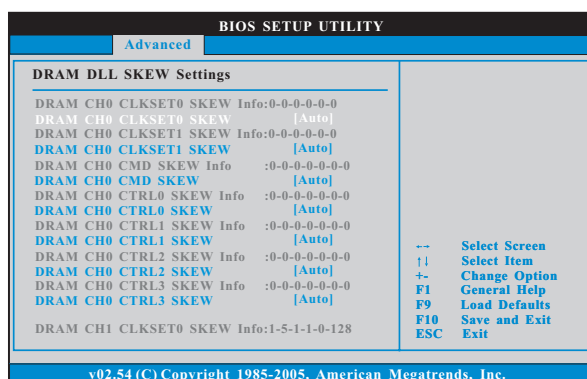 BIOS SETUP UTILITY
Advanced
DRAM DLL SKEW Settings
DRAM CH0 CLKSET0 SKEW Info:0-0-0-0-0-0
DRAM CH0 CLKSET0 SKEW [Auto]
DRAM CH0 CLKSET1 SKEW Info:0-0-0-0-0-0
DRAM CH0 CLKSET1 SKEW [Auto]
DRAM CH0 CMD SKEW Info :0-0-0-0-0-0-0
DRAM CH0 CMD SKEW [Auto]
DRAM CH0 CTRL0 SKEW Info :0-0-0-0-0-0-0
DRAM CH0 CTRL0 SKEW [Auto]
DRAM CH0 CTRL1 SKEW Info :0-0-0-0-0-0-0
DRAM CH0 CTRL1 SKEW [Auto]
DRAM CH0 CTRL2 SKEW Info :0-0-0-0-0-0-0
DRAM CH0 CTRL2 SKEW [Auto]
DRAM CH0 CTRL3 SKEW Info :0-0-0-0-0-0-0
DRAM CH0 CTRL3 SKEW [Auto]
DRAM CH1 CLKSET0 SKEW Info:1-5-1-1-0-128
←→ Select Screen
↑↓ Select Item
+- Change Option
F1 General Help
F9 Load Defaults
F10 Save and Exit
ESC Exit
v02.54 (C) Copyright 1985-2005, American Megatrends, Inc.